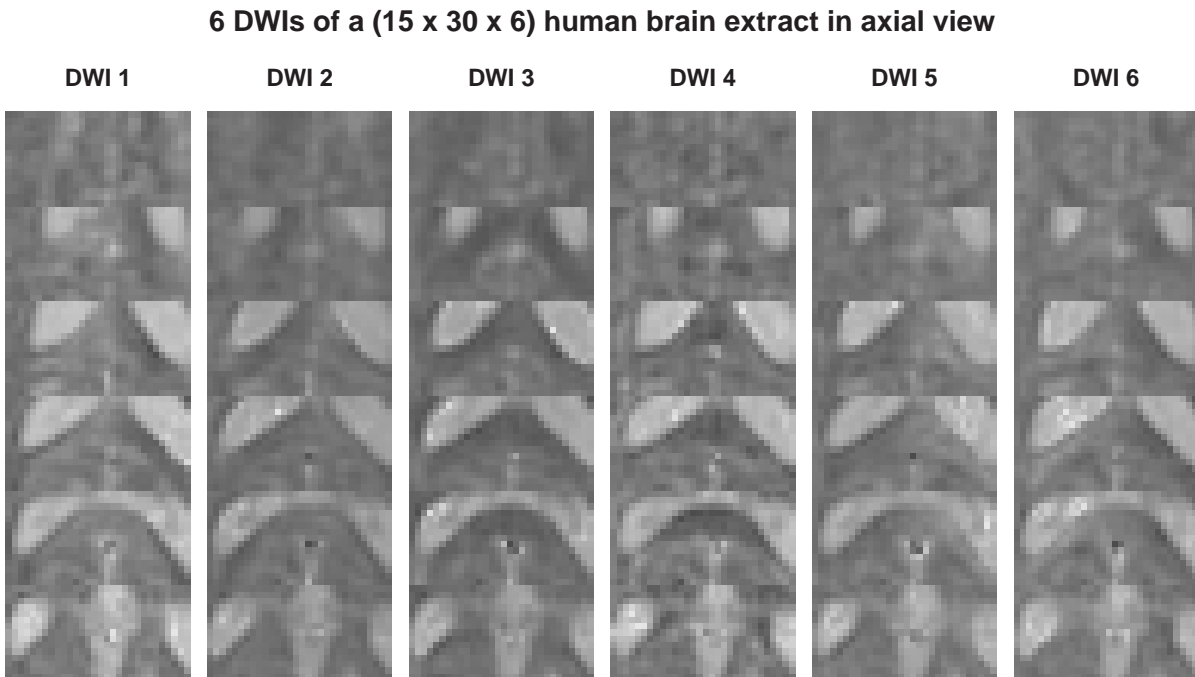 6 DWIs of a (15 x 30 x 6) human brain extract in axial view
DWI 1 DWI 2 DWI 3 DWI 4 DWI 5 DWI 6